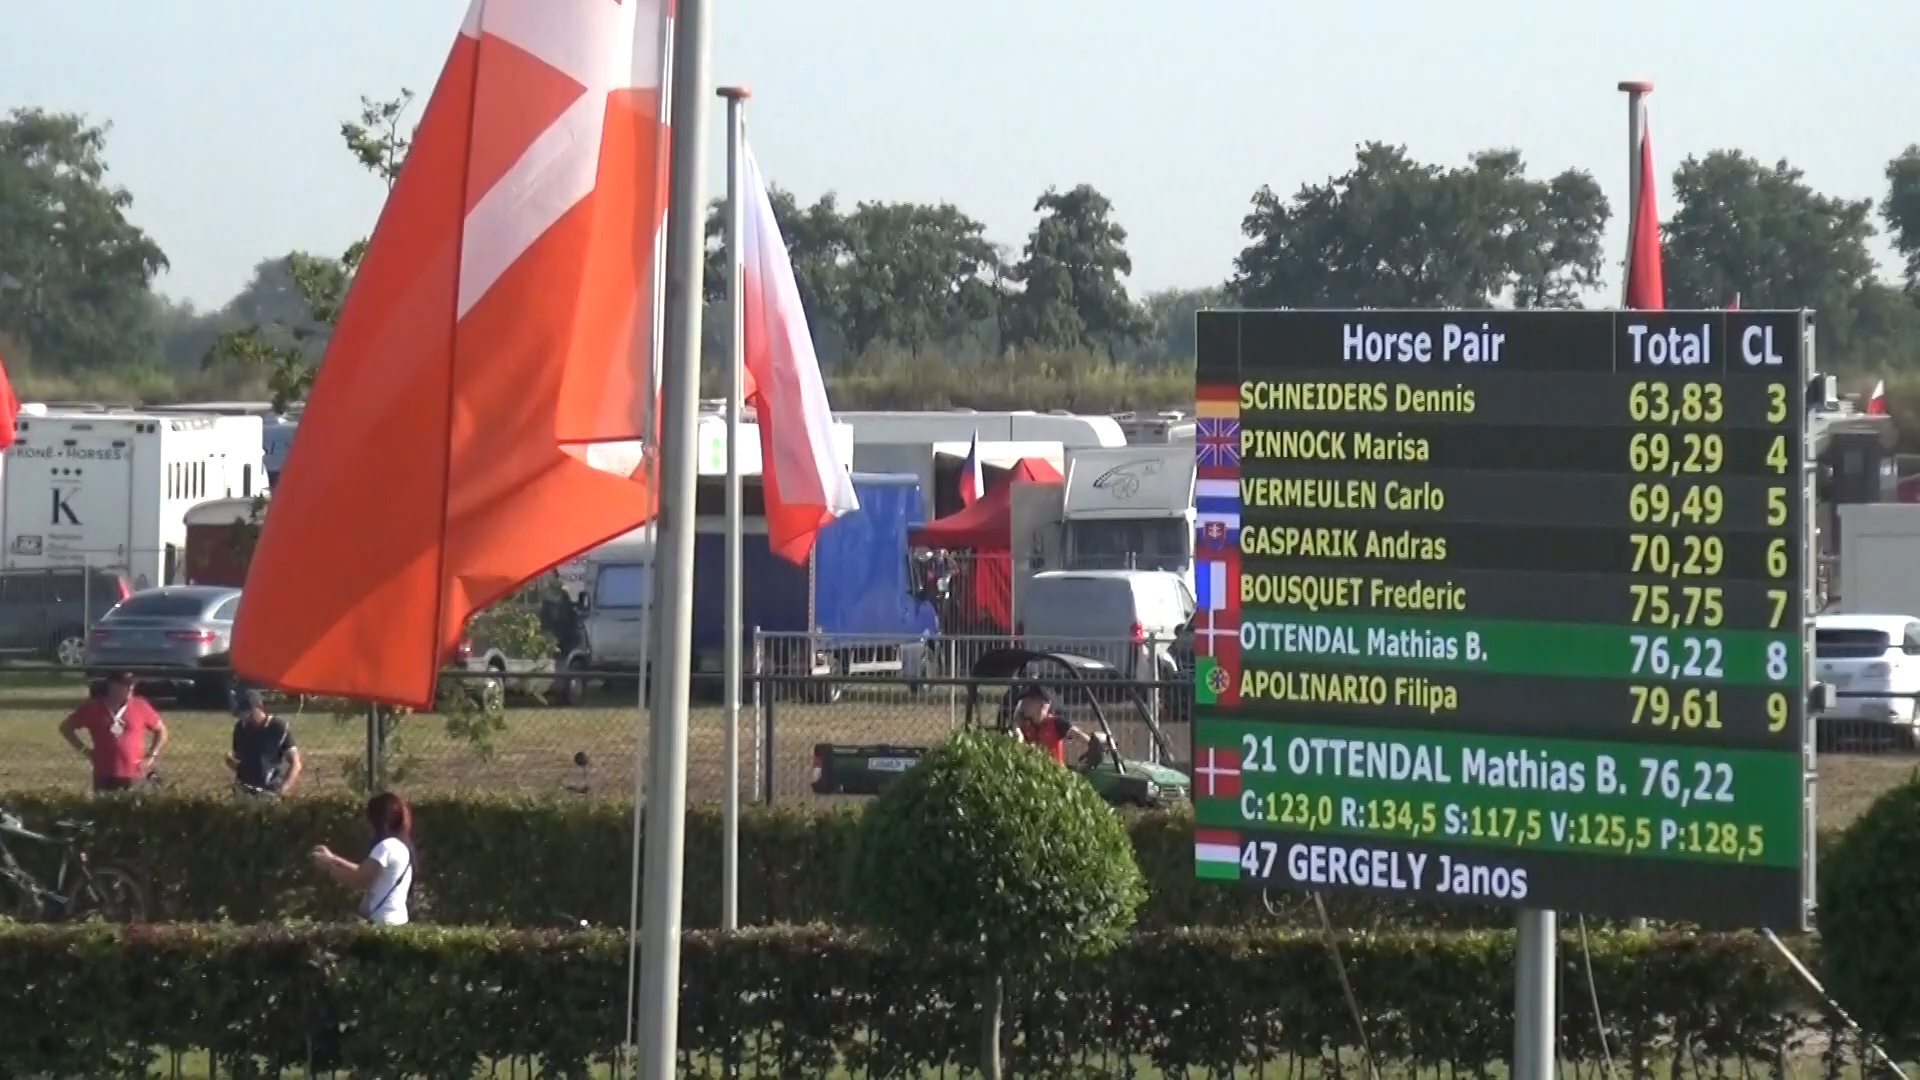 Horse Pair Total CL
SCHNEIDERS Dennis 63,83 3
PINNOCK Marisa 69,29 4
VERMEULEN Carlo 69,49 5
GASPARIK Andras 70,29 6
BOUSQUET Frederic 75,75 7
OTTENDAL Mathias B. 76,22 8
APOLINARIO Filipa 79,61 9
21 OTTENDAL Mathias B. 76,22
C:123,0 R:134,5 S:117,5 V:125,5 P:128,5
47 GERGELY Janos
HORSES
K